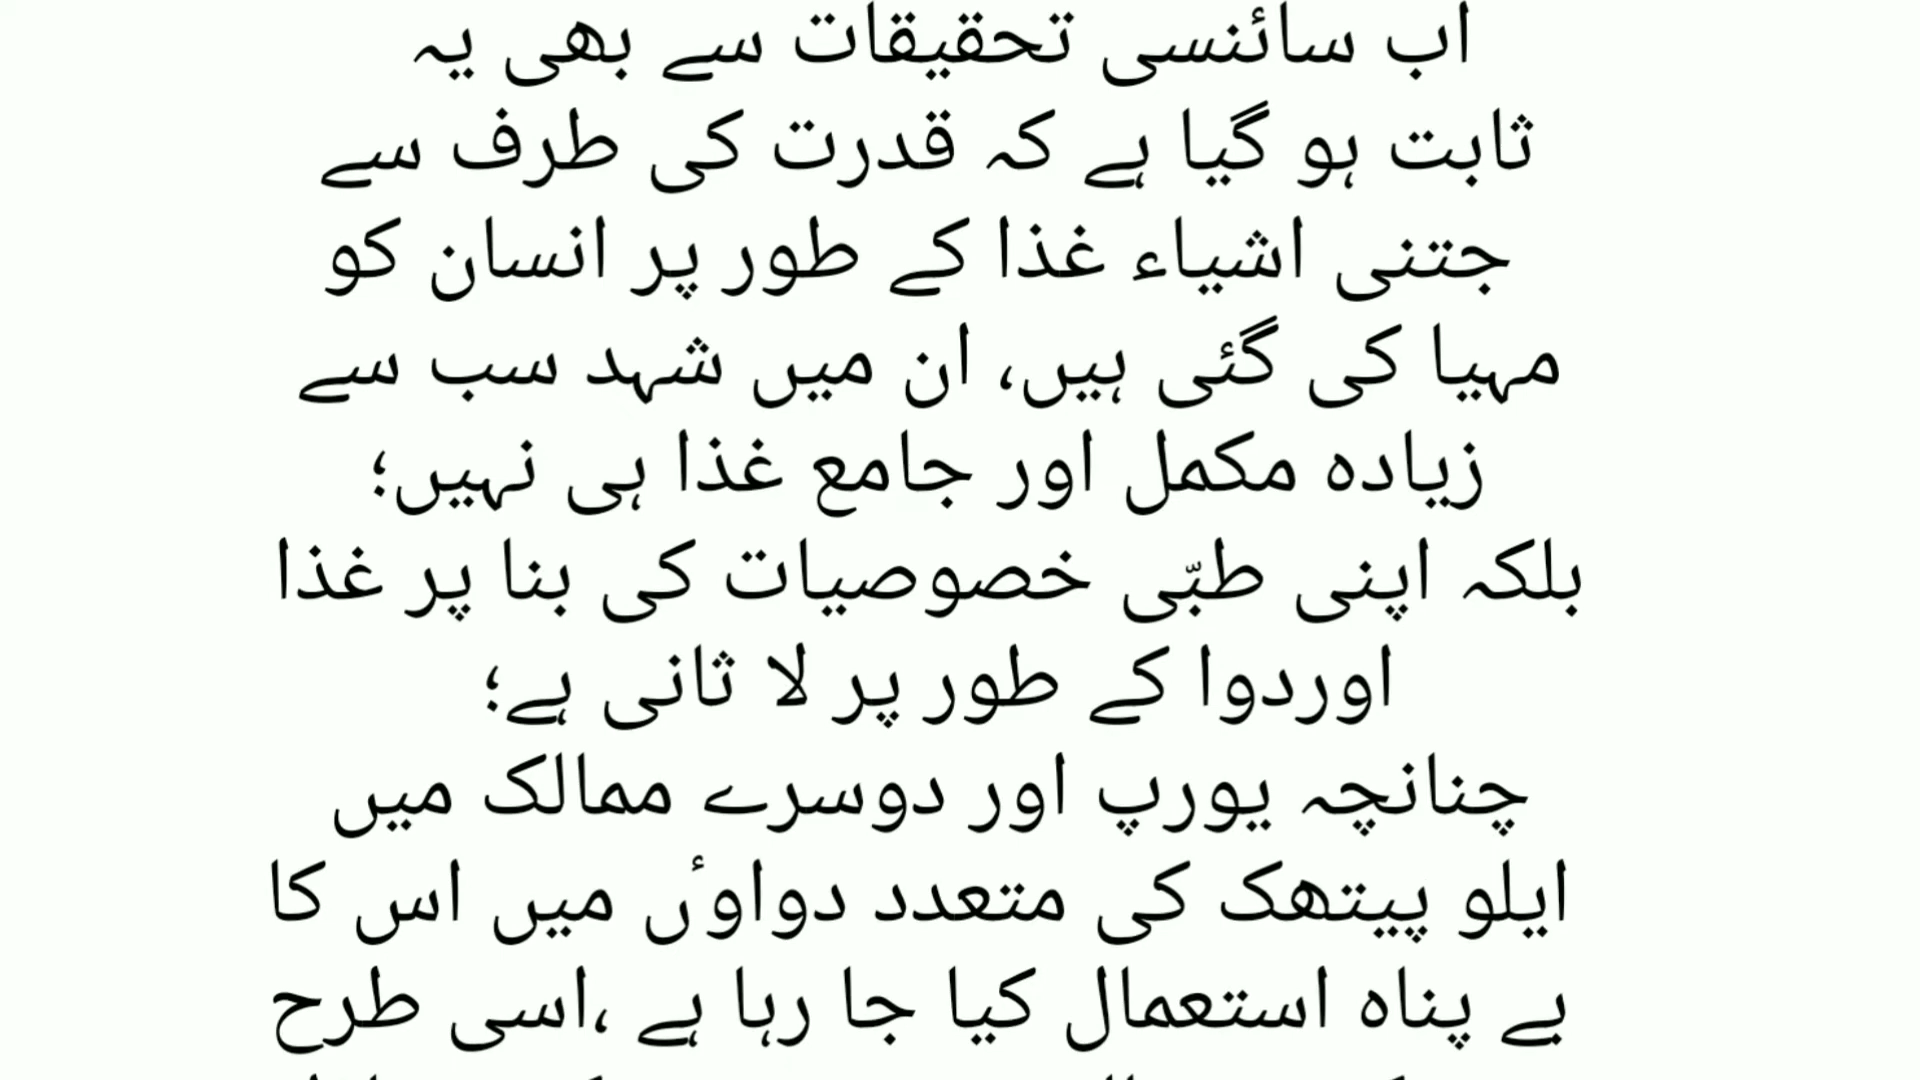 اب سائنسی تحقیقات سے بھی یہ
ثابت ہو گیا ہے کہ قدرت کی طرف سے
جتنی اشیاء غذا کے طور پر انسان کو
مہیا کی گئی ہیں، ان میں شہد سب سے
زیادہ مکمل اور جامع غذا ہی نہیں؛
بلکہ اپنی طبّی خصوصیات کی بنا پر غذا
اوردوا کے طور پر لا ثانی ہے؛
چنانچہ یورپ اور دوسرے ممالک میں
ایلو پیتھک کی متعدد دواوٴں میں اس کا
بے پناہ استعمال کیا جا رہا ہے ،اسی طرح